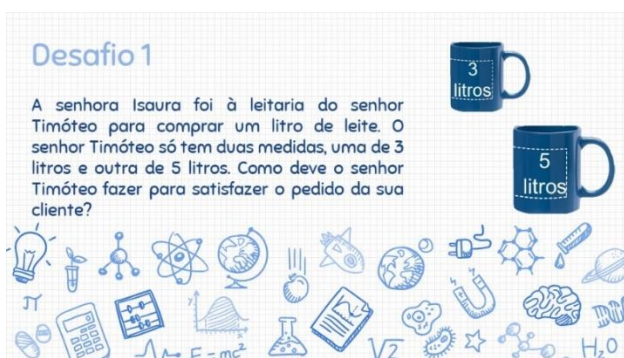 Desafio 1
A senhora Isaura foi à leitaria do senhor
Timóteo para comprar um litro de leite. O
senhor Timóteo só tem duas medidas, uma de 3
litros e outra de 5 litros. Como deve o senhor
Timóteo fazer para satisfazer o pedido da sua
cliente?
3
litros
5
litros
π
E=mc²
√2
H₂O